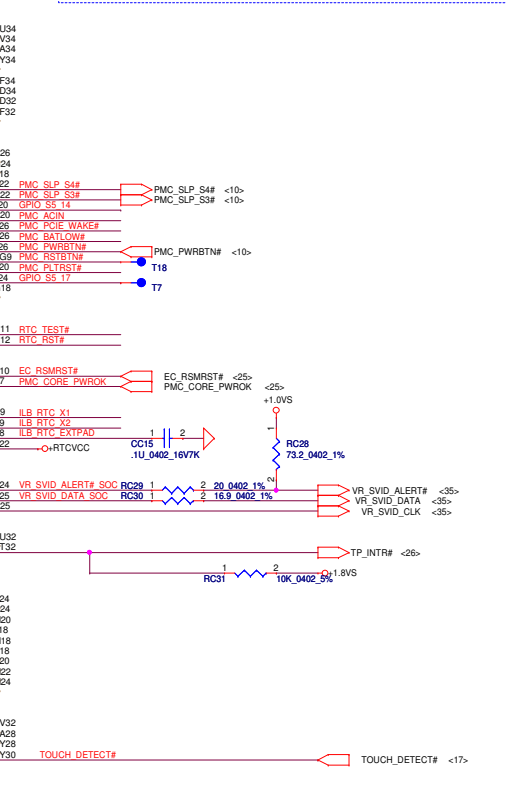 U34
V34
A34
Y34
F34
D34
D32
F32
26
24
18
22 PMC_SLP_S4# PMC_SLP_S4# <10>
22 PMC_SLP_S3# PMC_SLP_S3# <10>
20 GPIO_S5_14
20 PMC_ACIN
26 PMC_PCIE_WAKE#
26 PMC_BATLOW#
26 PMC_PWRBTN# PMC_PWRBTN# <10>
G9 PMC_RSTBTN# T18
20 PMC_PLTRST#
24 GPIO_S5_17 T7
18
11 RTC_TEST#
12 RTC_RST#
10 EC_RSMRST# EC_RSMRST# <25>
7 PMC_CORE_PWROK PMC_CORE_PWROK <25>
+1.0VS
9 ILB_RTC_X1
9 ILB_RTC_X2
8 ILB_RTC_EXTPAD 1 2 1
22 +RTCVCC CC15 RC28
.1U_0402_16V7K 73.2_0402_1%
2
24 VR_SVID_ALERT#_SOC RC29 1 2 20_0402_1% VR_SVID_ALERT# <35>
25 VR_SVID_DATA_SOC RC30 1 2 16.9_0402_1% VR_SVID_DATA <35>
25 VR_SVID_CLK <35>
U32
T32 TP_INTR# <26>
RC31 1 2 10K_0402_5% +1.8VS
24
24
20
18
18
18
20
22
24
V32
A28
Y28
Y30 TOUCH_DETECT# TOUCH_DETECT# <17>